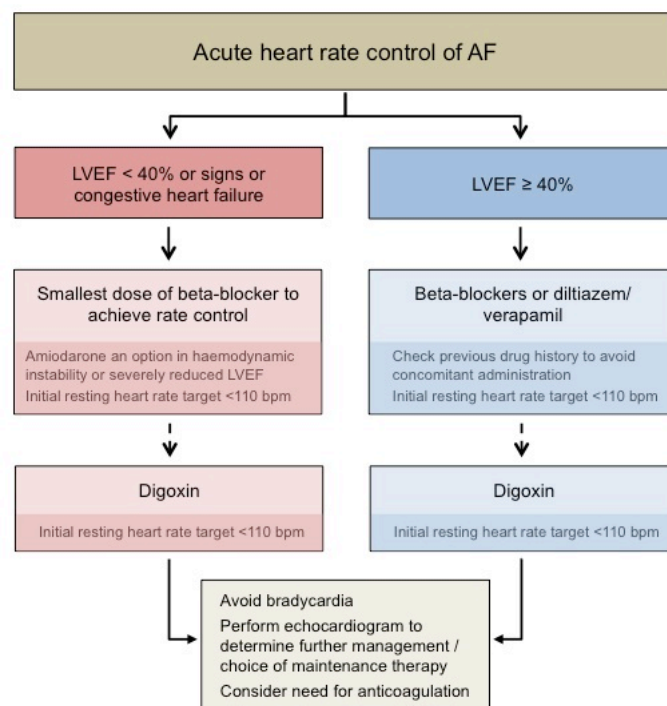 Acute heart rate control of AF
LVEF < 40% or signs or
congestive heart failure
LVEF ≥ 40%
Smallest dose of beta-blocker to
achieve rate control
Amiodarone an option in haemodynamic
instability or severely reduced LVEF
Initial resting heart rate target <110 bpm
Beta-blockers or diltiazem/
verapamil
Check previous drug history to avoid
concomitant administration
Initial resting heart rate target <110 bpm
Digoxin
Initial resting heart rate target <110 bpm
Digoxin
Initial resting heart rate target <110 bpm
Avoid bradycardia
Perform echocardiogram to
determine further management /
choice of maintenance therapy
Consider need for anticoagulation